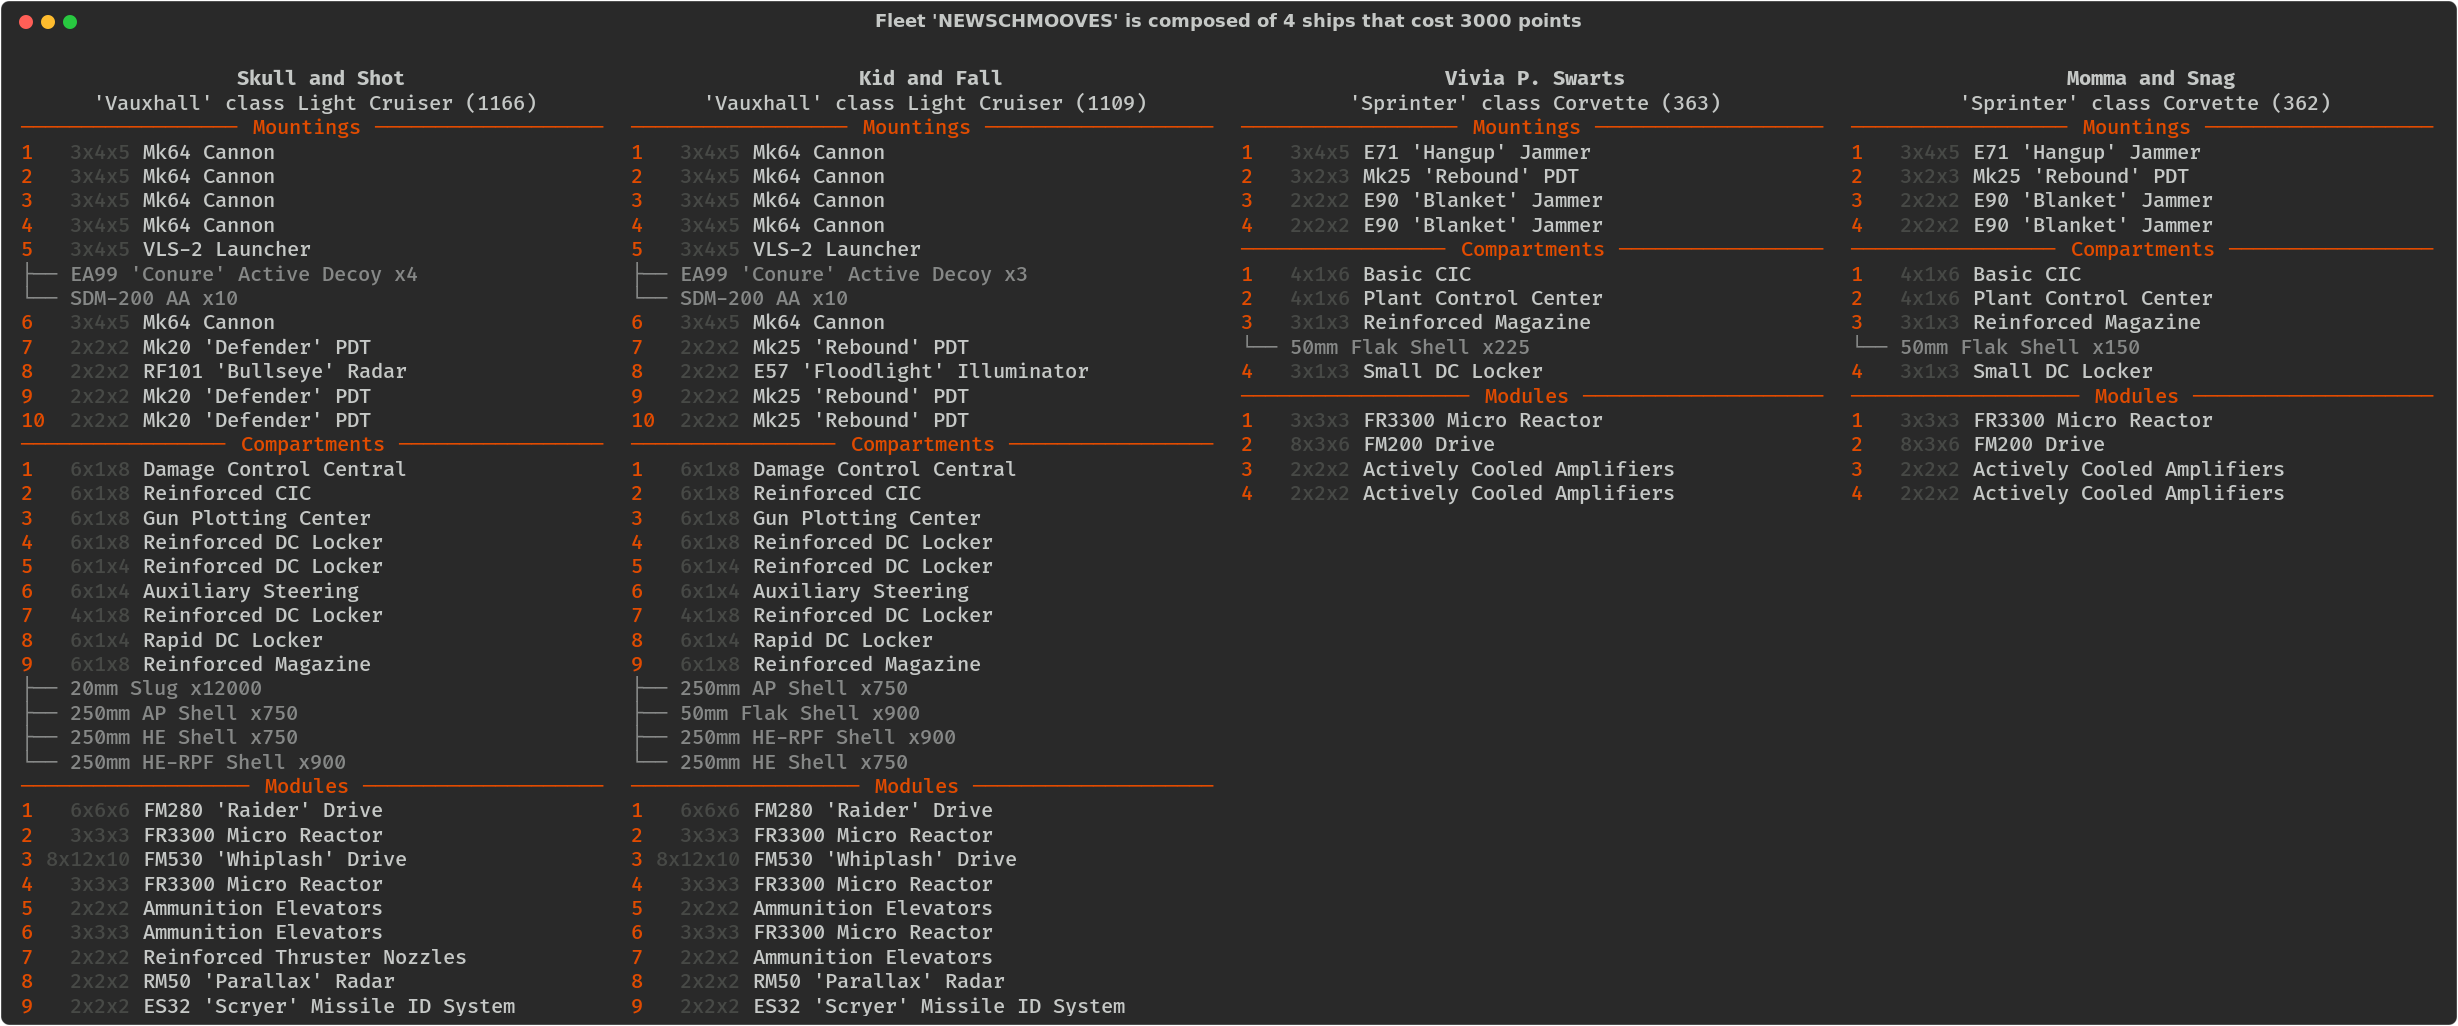 Fleet 'NEWSCHMOOVES' is composed of 4 ships that cost 3000 points
Skull and Shot
'Vauxhall' class Light Cruiser (1166)
Mountings
1 3x4x5 Mk64 Cannon
2 3x4x5 Mk64 Cannon
3 3x4x5 Mk64 Cannon
4 3x4x5 Mk64 Cannon
5 3x4x5 VLS-2 Launcher
EA99 'Conure' Active Decoy x4
SDM-200 AA x10
6 3x4x5 Mk64 Cannon
7 2x2x2 Mk20 'Defender' PDT
8 2x2x2 RF101 'Bullseye' Radar
9 2x2x2 Mk20 'Defender' PDT
10 2x2x2 Mk20 'Defender' PDT
Compartments
1 6x1x8 Damage Control Central
2 6x1x8 Reinforced CIC
3 6x1x8 Gun Plotting Center
4 6x1x8 Reinforced DC Locker
5 6x1x4 Reinforced DC Locker
6 6x1x4 Auxiliary Steering
7 4x1x8 Reinforced DC Locker
8 6x1x4 Rapid DC Locker
9 6x1x8 Reinforced Magazine
20mm Slug x12000
250mm AP Shell x750
250mm HE Shell x750
250mm HE-RPF Shell x900
Modules
1 6x6x6 FM280 'Raider' Drive
2 3x3x3 FR3300 Micro Reactor
3 8x12x10 FM530 'Whiplash' Drive
4 3x3x3 FR3300 Micro Reactor
5 2x2x2 Ammunition Elevators
6 3x3x3 Ammunition Elevators
7 2x2x2 Reinforced Thruster Nozzles
8 2x2x2 RM50 'Parallax' Radar
9 2x2x2 ES32 'Scryer' Missile ID System
Kid and Fall
'Vauxhall' class Light Cruiser (1109)
Mountings
1 3x4x5 Mk64 Cannon
2 3x4x5 Mk64 Cannon
3 3x4x5 Mk64 Cannon
4 3x4x5 Mk64 Cannon
5 3x4x5 VLS-2 Launcher
EA99 'Conure' Active Decoy x3
SDM-200 AA x10
6 3x4x5 Mk64 Cannon
7 2x2x2 Mk25 'Rebound' PDT
8 2x2x2 E57 'Floodlight' Illuminator
9 2x2x2 Mk25 'Rebound' PDT
10 2x2x2 Mk25 'Rebound' PDT
Compartments
1 6x1x8 Damage Control Central
2 6x1x8 Reinforced CIC
3 6x1x8 Gun Plotting Center
4 6x1x8 Reinforced DC Locker
5 6x1x4 Reinforced DC Locker
6 6x1x4 Auxiliary Steering
7 4x1x8 Reinforced DC Locker
8 6x1x4 Rapid DC Locker
9 6x1x8 Reinforced Magazine
250mm AP Shell x750
50mm Flak Shell x900
250mm HE-RPF Shell x900
250mm HE Shell x750
Modules
1 6x6x6 FM280 'Raider' Drive
2 3x3x3 FR3300 Micro Reactor
3 8x12x10 FM530 'Whiplash' Drive
4 3x3x3 FR3300 Micro Reactor
5 2x2x2 Ammunition Elevators
6 3x3x3 FR3300 Micro Reactor
7 2x2x2 Ammunition Elevators
8 2x2x2 RM50 'Parallax' Radar
9 2x2x2 ES32 'Scryer' Missile ID System
Vivia P. Swarts
'Sprinter' class Corvette (363)
Mountings
1 3x4x5 E71 'Hangup' Jammer
2 3x2x3 Mk25 'Rebound' PDT
3 2x2x2 E90 'Blanket' Jammer
4 2x2x2 E90 'Blanket' Jammer
Compartments
1 4x1x6 Basic CIC
2 4x1x6 Plant Control Center
3 3x1x3 Reinforced Magazine
50mm Flak Shell x225
4 3x1x3 Small DC Locker
Modules
1 3x3x3 FR3300 Micro Reactor
2 8x3x6 FM200 Drive
3 2x2x2 Actively Cooled Amplifiers
4 2x2x2 Actively Cooled Amplifiers
Momma and Snag
'Sprinter' class Corvette (362)
Mountings
1 3x4x5 E71 'Hangup' Jammer
2 3x2x3 Mk25 'Rebound' PDT
3 2x2x2 E90 'Blanket' Jammer
4 2x2x2 E90 'Blanket' Jammer
Compartments
1 4x1x6 Basic CIC
2 4x1x6 Plant Control Center
3 3x1x3 Reinforced Magazine
50mm Flak Shell x150
4 3x1x3 Small DC Locker
Modules
1 3x3x3 FR3300 Micro Reactor
2 8x3x6 FM200 Drive
3 2x2x2 Actively Cooled Amplifiers
4 2x2x2 Actively Cooled Amplifiers